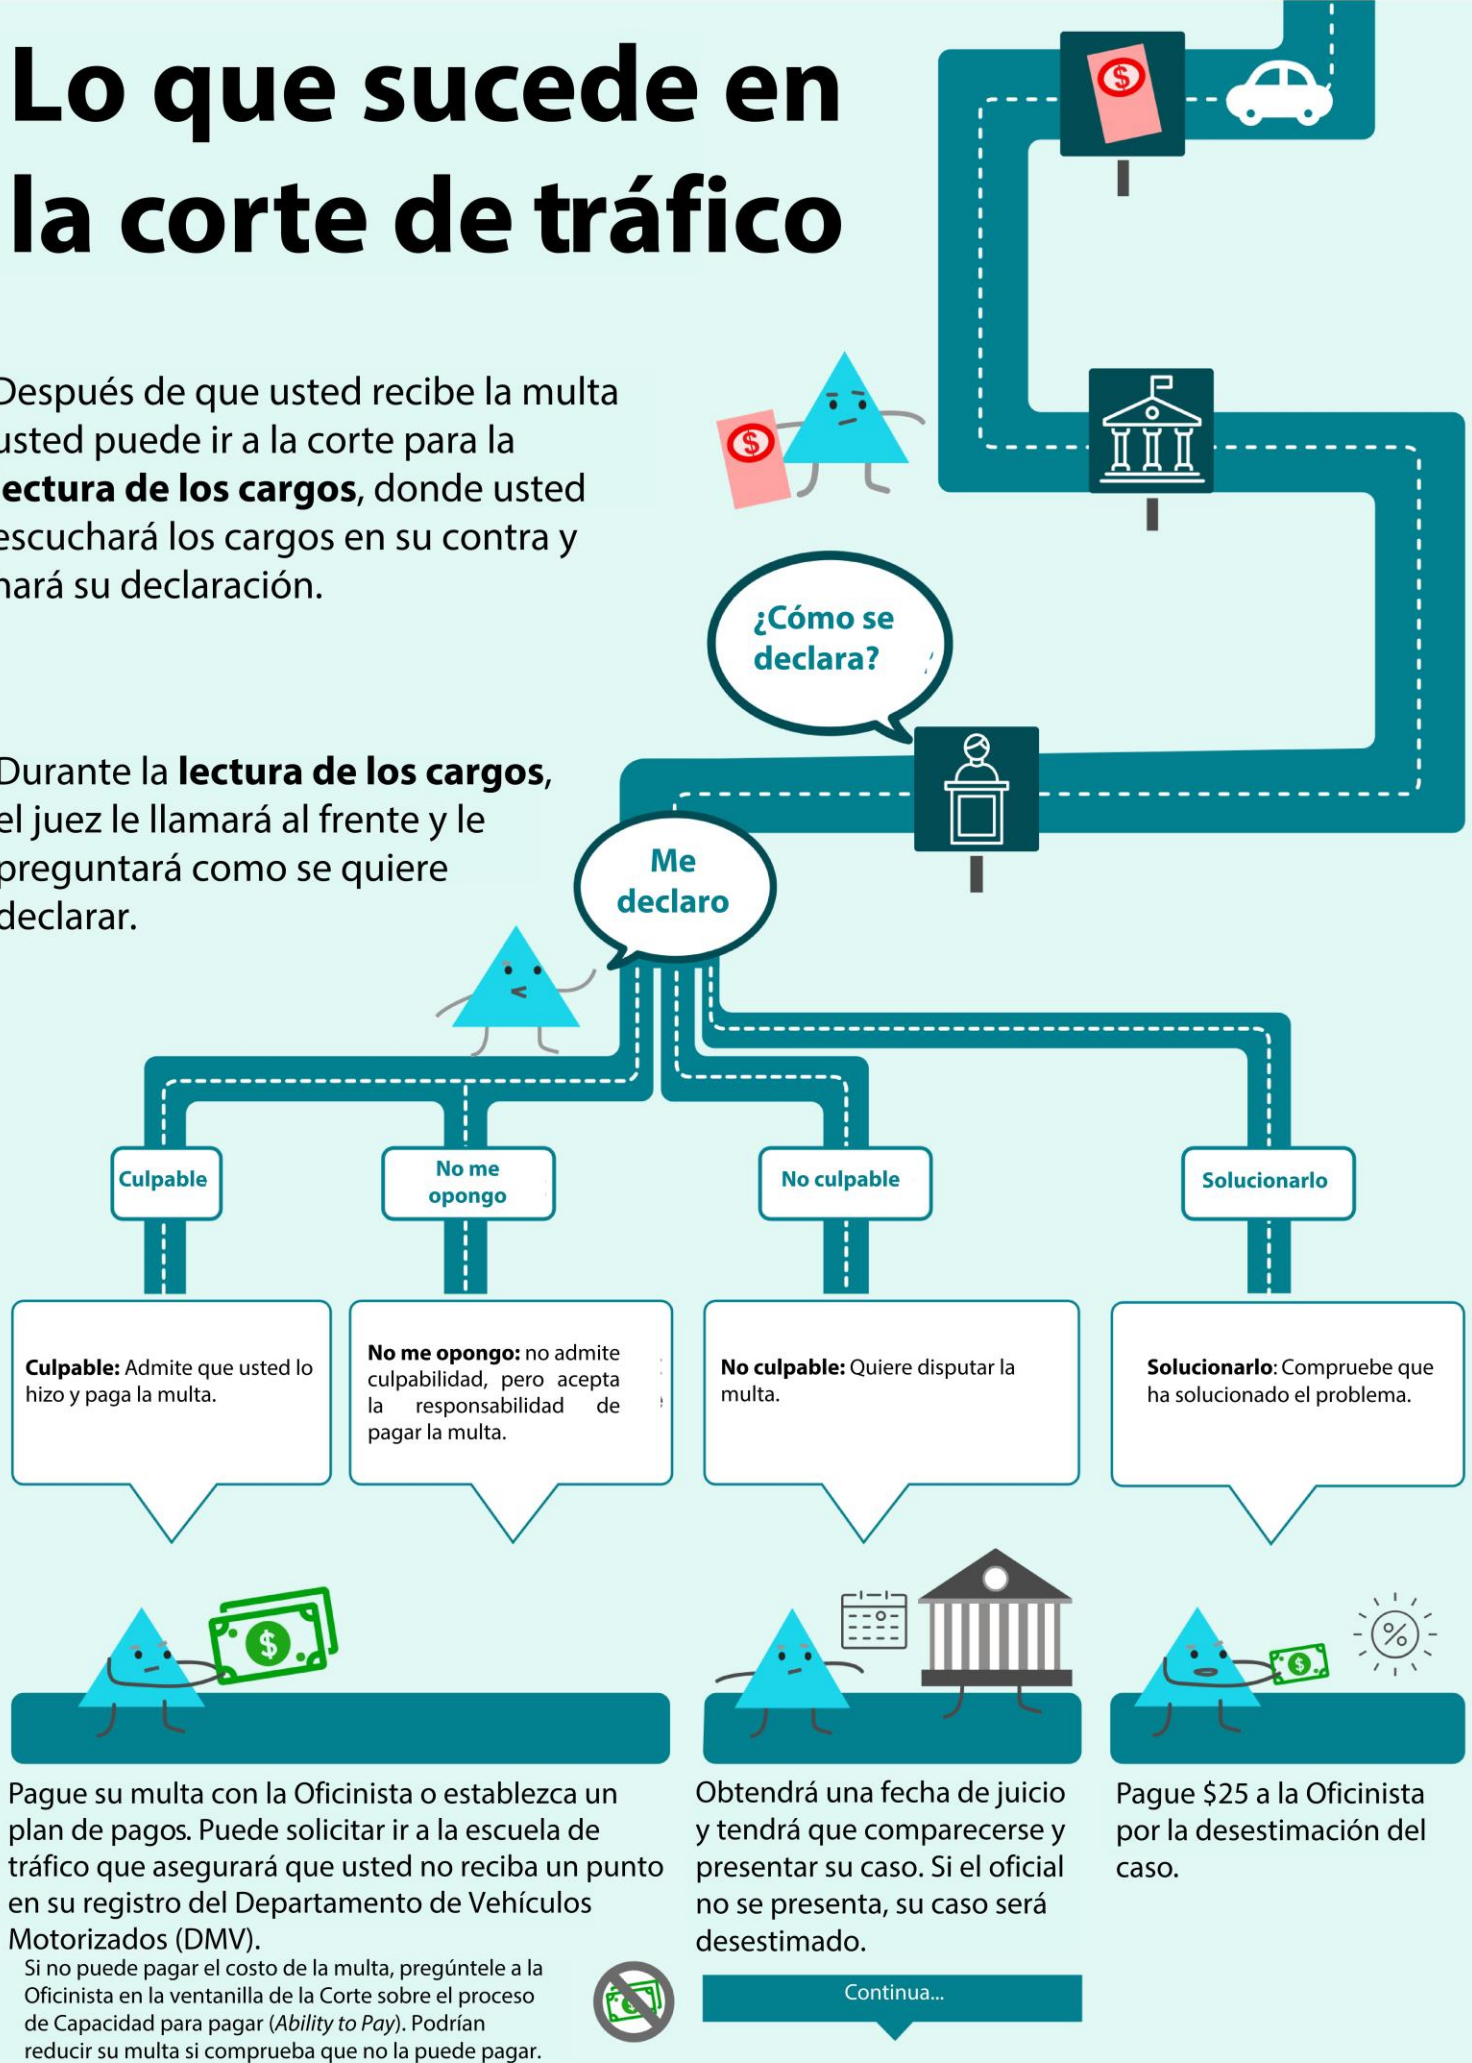 Lo que sucede en
la corte de tráfico
Después de que usted recibe la multa
usted puede ir a la corte para la
lectura de los cargos, donde usted
escuchará los cargos en su contra y
hará su declaración.
¿Cómo se
declara?
Durante la lectura de los cargos,
el juez le llamará al frente y le
preguntará como se quiere
declarar.
Me
declaro
Culpable
No me
opongo
No culpable
Solucionarlo
Culpable: Admite que usted lo
hizo y paga la multa.
No me opongo: no admite
culpabilidad, pero acepta
la responsabilidad de
pagar la multa.
No culpable: Quiere disputar la
multa.
Solucionarlo: Compruebe que
ha solucionado el problema.
Pague su multa con la Oficinista o establezca un
plan de pagos. Puede solicitar ir a la escuela de
tráfico que asegurará que usted no reciba un punto
en su registro del Departamento de Vehículos
Motorizados (DMV).
Si no puede pagar el costo de la multa, pregúntele a la
Oficinista en la ventanilla de la Corte sobre el proceso
de Capacidad para pagar (Ability to Pay). Podrían
reducir su multa si comprueba que no la puede pagar.
Obtendrá una fecha de juicio
y tendrá que comparecerse y
presentar su caso. Si el oficial
no se presenta, su caso será
desestimado.
Continua...
Pague $25 a la Oficinista
por la desestimación del
caso.